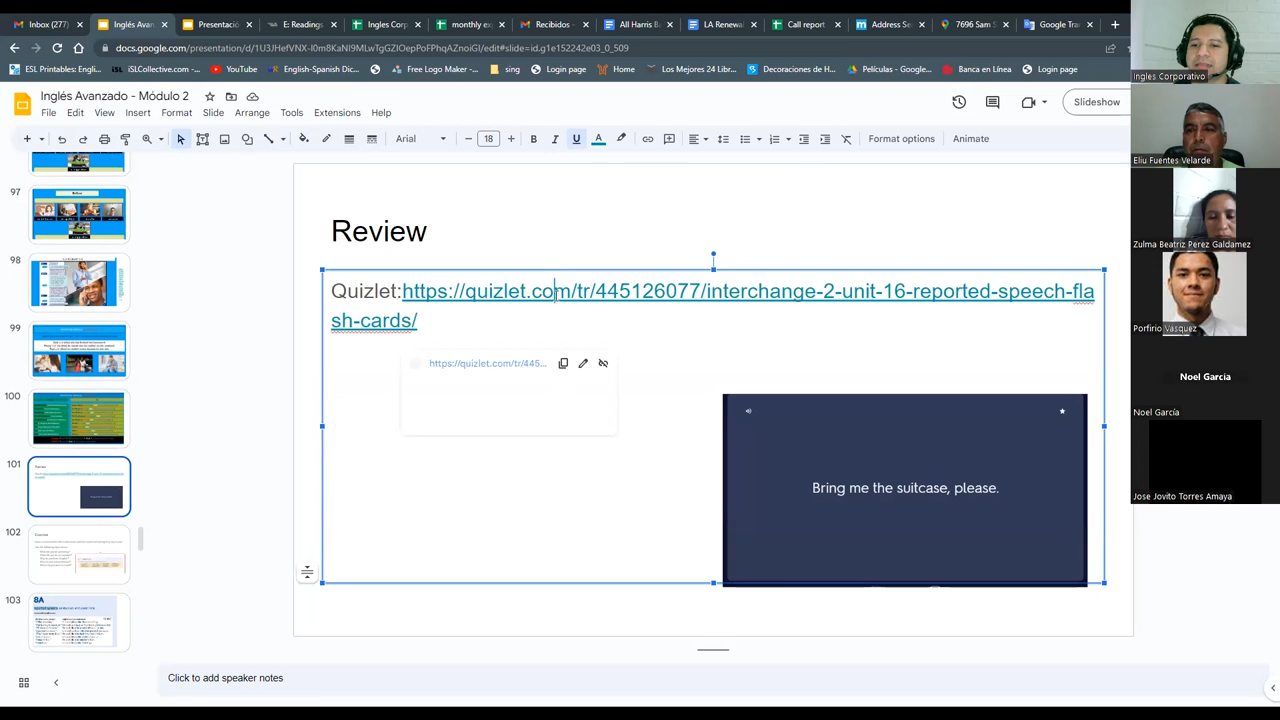 Inbox (277)
Inglés Avan
Presentació
E: Readings
Ingles Corp
monthly exp
Recibidos -
All Harris B
LA Renewal
Call report
Address Se
7696 Sam S
Google Tra
docs.google.com/presentation/d/1U3JHefVNX-I0m8KaNI9MLwTgGZIOepPoFPhqAZnoiGI/edit#slide=id.g1e152242e03_0_509
ESL Printables: Engli...
iSLCollective.com -...
YouTube
English-Spanish Dic...
Free Logo Maker -...
Ing
Login page
Home
Los Mejores 24 Libr...
Donaciones de H...
Películas - Google...
Banca en Línea
Login page
Inglés Avanzado - Módulo 2
File Edit View Insert Format Slide Arrange Tools Extensions Help
Slideshow
Arial
18
Format options
Animate
97
98
99
100
101
102
103
8A
Review
Quizlet:https://quizlet.com/tr/445126077/interchange-2-unit-16-reported-speech-fla
sh-cards/
https://quizlet.com/tr/445...
Bring me the suitcase, please.
Click to add speaker notes
Ingles Corporativo
Eliu Fuentes Velarde
Zulma Beatriz Perez Galdamez
Porfirio Vasquez
Noel Garcia
Noel García
Jose Jovito Torres Amaya